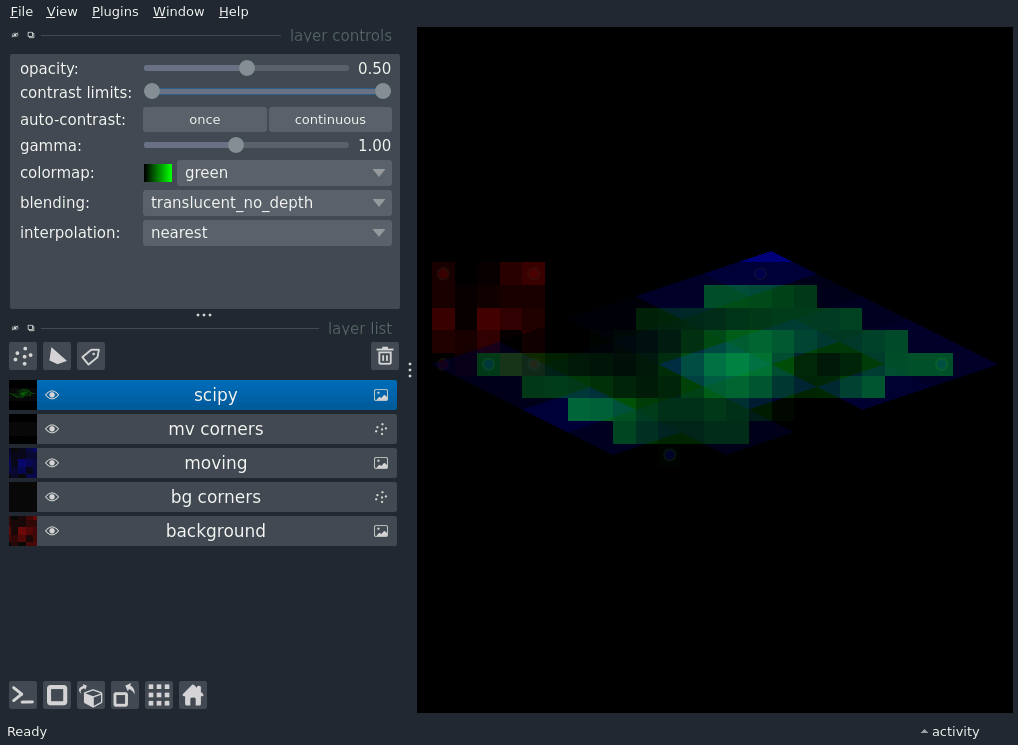 File View Plugins Window Help
layer controls
opacity: 0.50
contrast limits:
auto-contrast: once continuous
gamma: 1.00
colormap: green
blending: translucent_no_depth
interpolation: nearest
layer list
scipy
mv corners
moving
bg corners
background
Ready activity